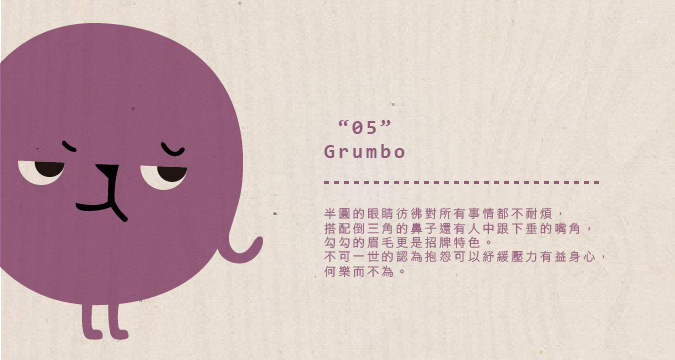 “05”
Grumbo
半圓的眼睛彷彿對所有事情都不耐煩，
搭配倒三角的鼻子還有人中跟下垂的嘴角，
勾勾的眉毛更是招牌特色。
不可一世的認為抱怨可以紓緩壓力有益身心，
何樂而不為。